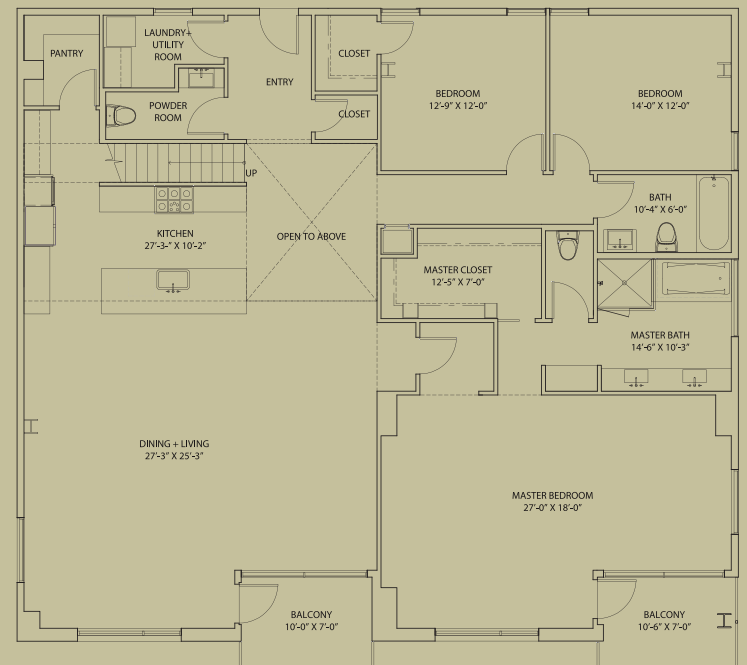 PANTRY
LAUNDRY+
UTILITY
ROOM
ENTRY
CLOSET
BEDROOM
12'-9" X 12'-0"
BEDROOM
14'-0" X 12'-0"
POWDER
ROOM
CLOSET
UP
BATH
10'-4" X 6'-0"
KITCHEN
27'-3-" X 10'-2"
OPEN TO ABOVE
MASTER CLOSET
12'-5" X 7'-0"
MASTER BATH
14'-6" X 10'-3"
DINING + LIVING
27'-3" X 25'-3"
MASTER BEDROOM
27'-0" X 18'-0"
BALCONY
10'-0" X 7'-0"
BALCONY
10'-6" X 7'-0"